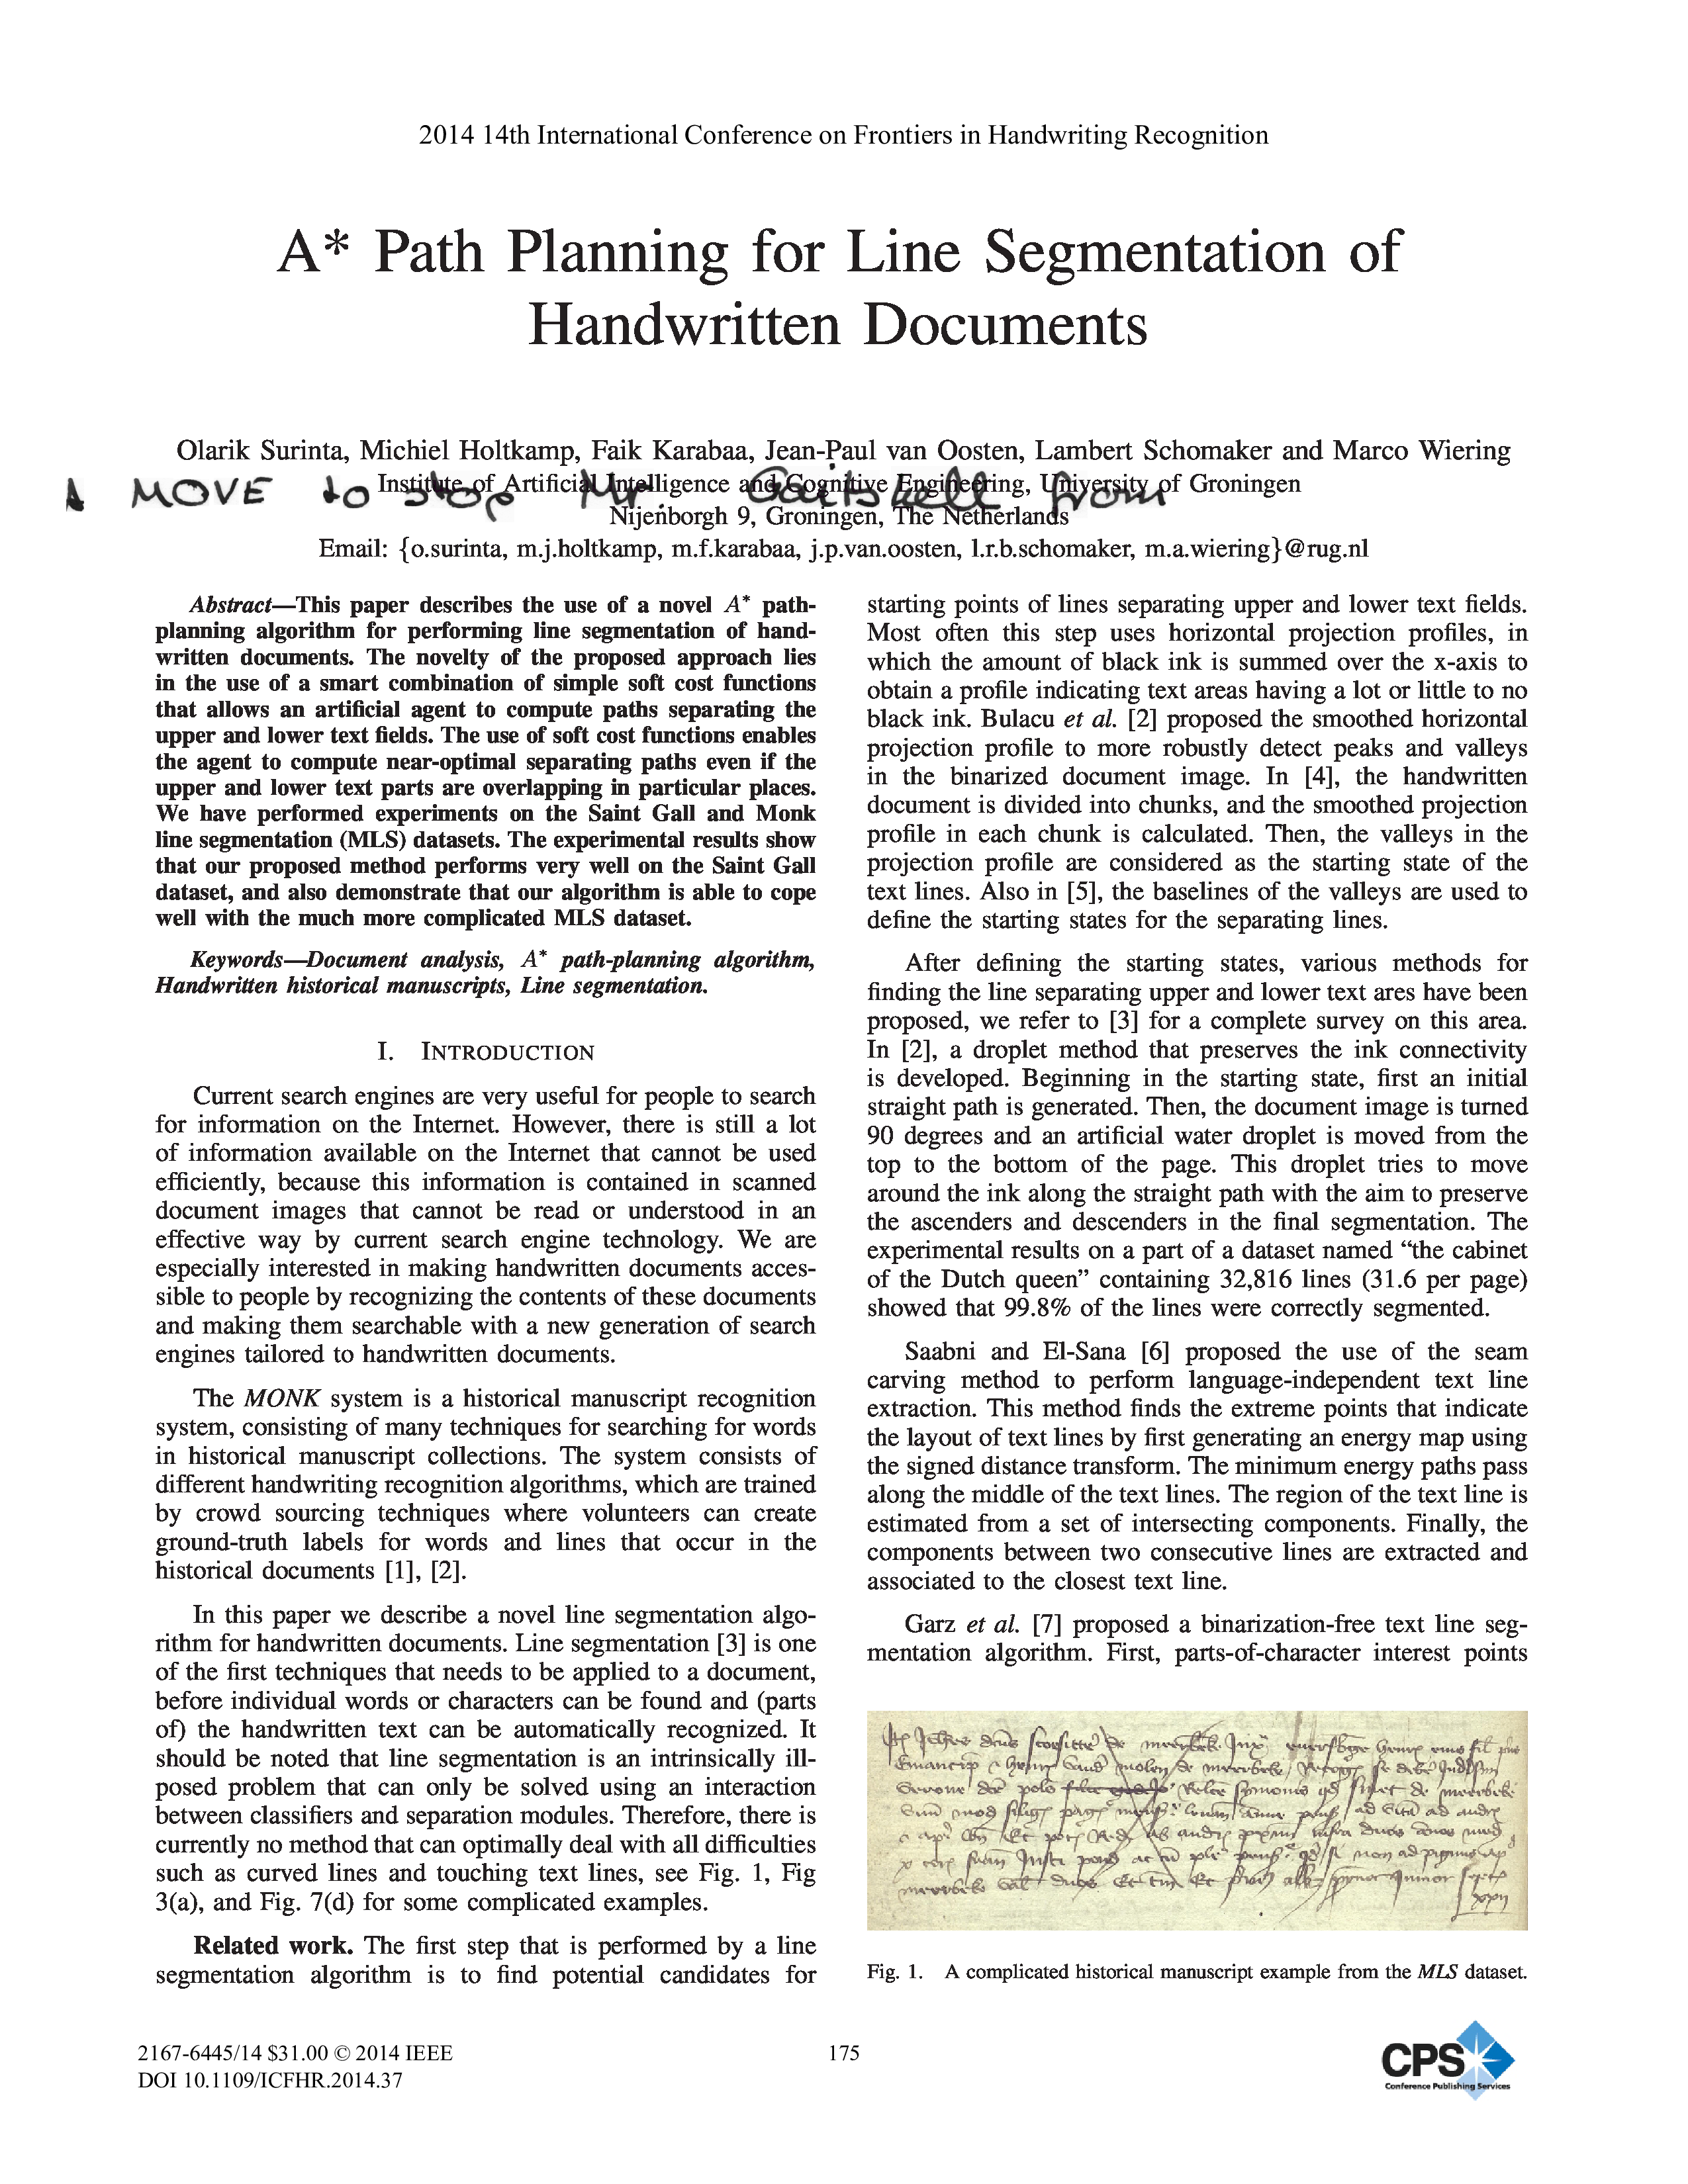 2014 14th International Conference on Frontiers in Handwriting Recognition
A* Path Planning for Line Segmentation of
Handwritten Documents
Olarik Surinta, Michiel Holtkamp, Faik Karabaa, Jean-Paul van Oosten, Lambert Schomaker and Marco Wiering
Institute of Artificial Intelligence and Cognitive Engineering, University of Groningen
A MOVE to stop Mr. Gaitskell from
Nijenborgh 9, Groningen, The Netherlands
Email: {o.surinta, m.j.holtkamp, m.f.karabaa, j.p.van.oosten, l.r.b.schomaker, m.a.wiering}@rug.nl
Abstract—This paper describes the use of a novel A* path-
planning algorithm for performing line segmentation of hand-
written documents. The novelty of the proposed approach lies
in the use of a smart combination of simple soft cost functions
that allows an artificial agent to compute paths separating the
upper and lower text fields. The use of soft cost functions enables
the agent to compute near-optimal separating paths even if the
upper and lower text parts are overlapping in particular places.
We have performed experiments on the Saint Gall and Monk
line segmentation (MLS) datasets. The experimental results show
that our proposed method performs very well on the Saint Gall
dataset, and also demonstrate that our algorithm is able to cope
well with the much more complicated MLS dataset.
Keywords—Document analysis, A* path-planning algorithm,
Handwritten historical manuscripts, Line segmentation.
I. INTRODUCTION
Current search engines are very useful for people to search
for information on the Internet. However, there is still a lot
of information available on the Internet that cannot be used
efficiently, because this information is contained in scanned
document images that cannot be read or understood in an
effective way by current search engine technology. We are
especially interested in making handwritten documents acces-
sible to people by recognizing the contents of these documents
and making them searchable with a new generation of search
engines tailored to handwritten documents.
The MONK system is a historical manuscript recognition
system, consisting of many techniques for searching for words
in historical manuscript collections. The system consists of
different handwriting recognition algorithms, which are trained
by crowd sourcing techniques where volunteers can create
ground-truth labels for words and lines that occur in the
historical documents [1], [2].
In this paper we describe a novel line segmentation algo-
rithm for handwritten documents. Line segmentation [3] is one
of the first techniques that needs to be applied to a document,
before individual words or characters can be found and (parts
of) the handwritten text can be automatically recognized. It
should be noted that line segmentation is an intrinsically ill-
posed problem that can only be solved using an interaction
between classifiers and separation modules. Therefore, there is
currently no method that can optimally deal with all difficulties
such as curved lines and touching text lines, see Fig. 1, Fig
3(a), and Fig. 7(d) for some complicated examples.
Related work. The first step that is performed by a line
segmentation algorithm is to find potential candidates for
starting points of lines separating upper and lower text fields.
Most often this step uses horizontal projection profiles, in
which the amount of black ink is summed over the x-axis to
obtain a profile indicating text areas having a lot or little to no
black ink. Bulacu et al. [2] proposed the smoothed horizontal
projection profile to more robustly detect peaks and valleys
in the binarized document image. In [4], the handwritten
document is divided into chunks, and the smoothed projection
profile in each chunk is calculated. Then, the valleys in the
projection profile are considered as the starting state of the
text lines. Also in [5], the baselines of the valleys are used to
define the starting states for the separating lines.
After defining the starting states, various methods for
finding the line separating upper and lower text ares have been
proposed, we refer to [3] for a complete survey on this area.
In [2], a droplet method that preserves the ink connectivity
is developed. Beginning in the starting state, first an initial
straight path is generated. Then, the document image is turned
90 degrees and an artificial water droplet is moved from the
top to the bottom of the page. This droplet tries to move
around the ink along the straight path with the aim to preserve
the ascenders and descenders in the final segmentation. The
experimental results on a part of a dataset named “the cabinet
of the Dutch queen” containing 32,816 lines (31.6 per page)
showed that 99.8% of the lines were correctly segmented.
Saabni and El-Sana [6] proposed the use of the seam
carving method to perform language-independent text line
extraction. This method finds the extreme points that indicate
the layout of text lines by first generating an energy map using
the signed distance transform. The minimum energy paths pass
along the middle of the text lines. The region of the text line is
estimated from a set of intersecting components. Finally, the
components between two consecutive lines are extracted and
associated to the closest text line.
Garz et al. [7] proposed a binarization-free text line seg-
mentation algorithm. First, parts-of-character interest points
Fig. 1. A complicated historical manuscript example from the MLS dataset.
2167-6445/14 $31.00 © 2014 IEEE
DOI 10.1109/ICFHR.2014.37
175
CPS
Conference Publishing Services